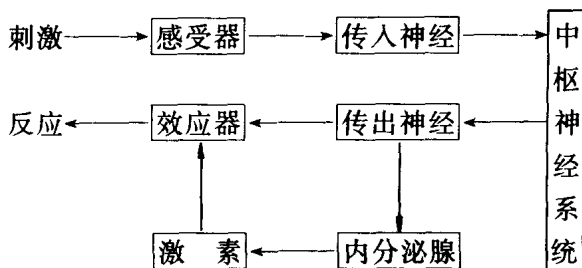 刺激 感受器 传入神经
中枢神经系统
反应 效应器 传出神经
激 素 内分泌腺